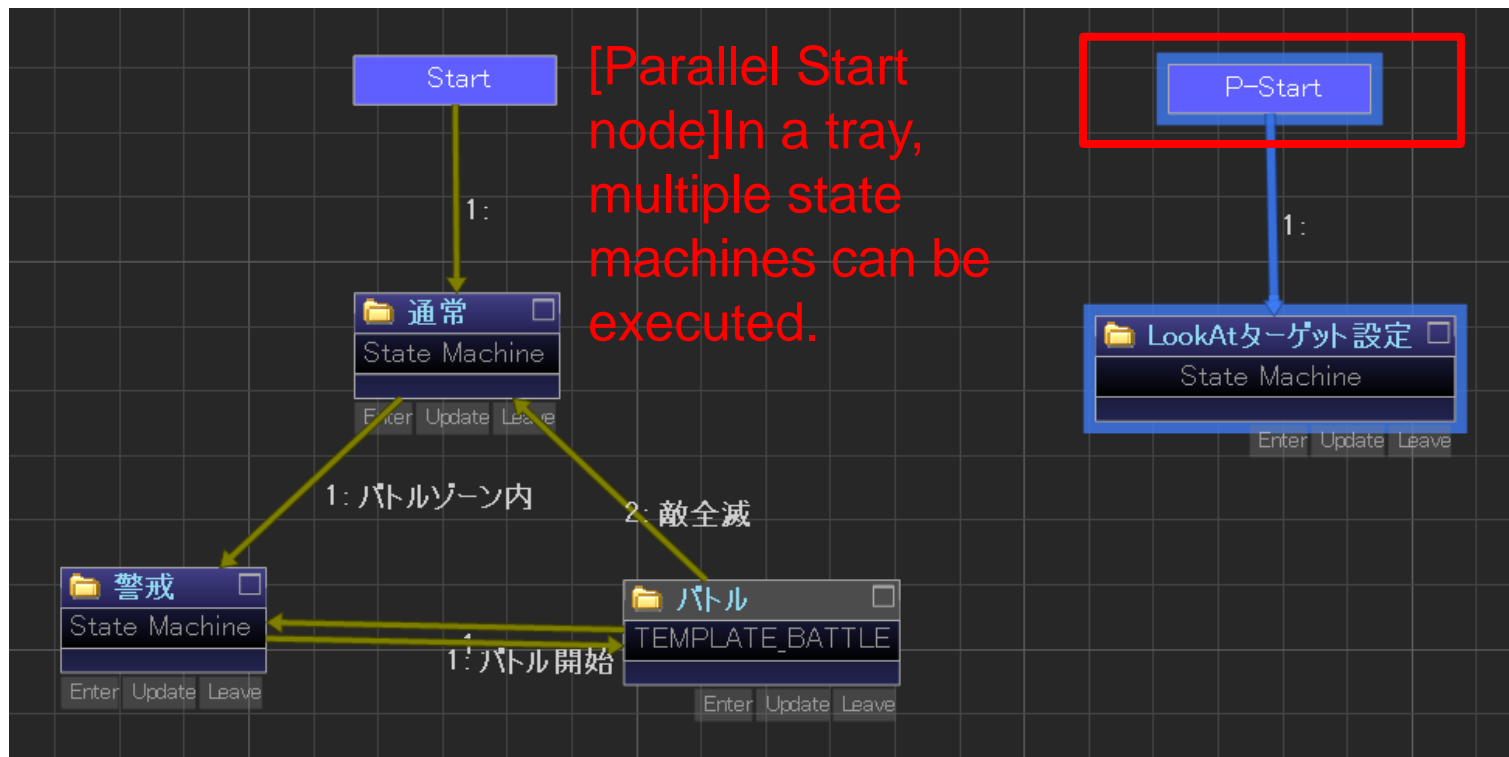 Start
[Parallel Start
node]In a tray,
multiple state
machines can be
executed.
P-Start
1:
1:
通常
State Machine
Enter Update Leave
LookAtターゲット設定
State Machine
Enter Update Leave
1: バトルゾーン内
2: 敵全滅
警戒
State Machine
Enter Update Leave
1: バトル開始
バトル
TEMPLATE_BATTLE
Enter Update Leave